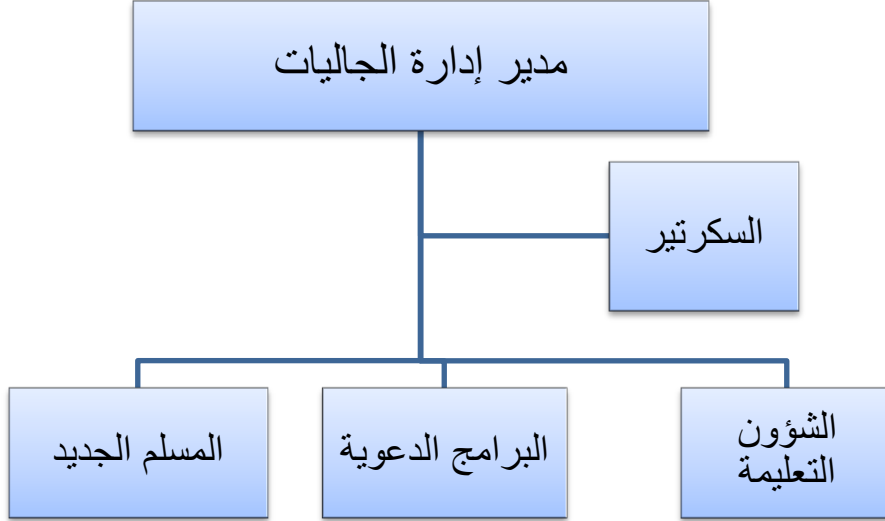 مدير إدارة الجاليات
السكرتير
الشؤون
التعليمة
البرامج الدعوية
المسلم الجديد